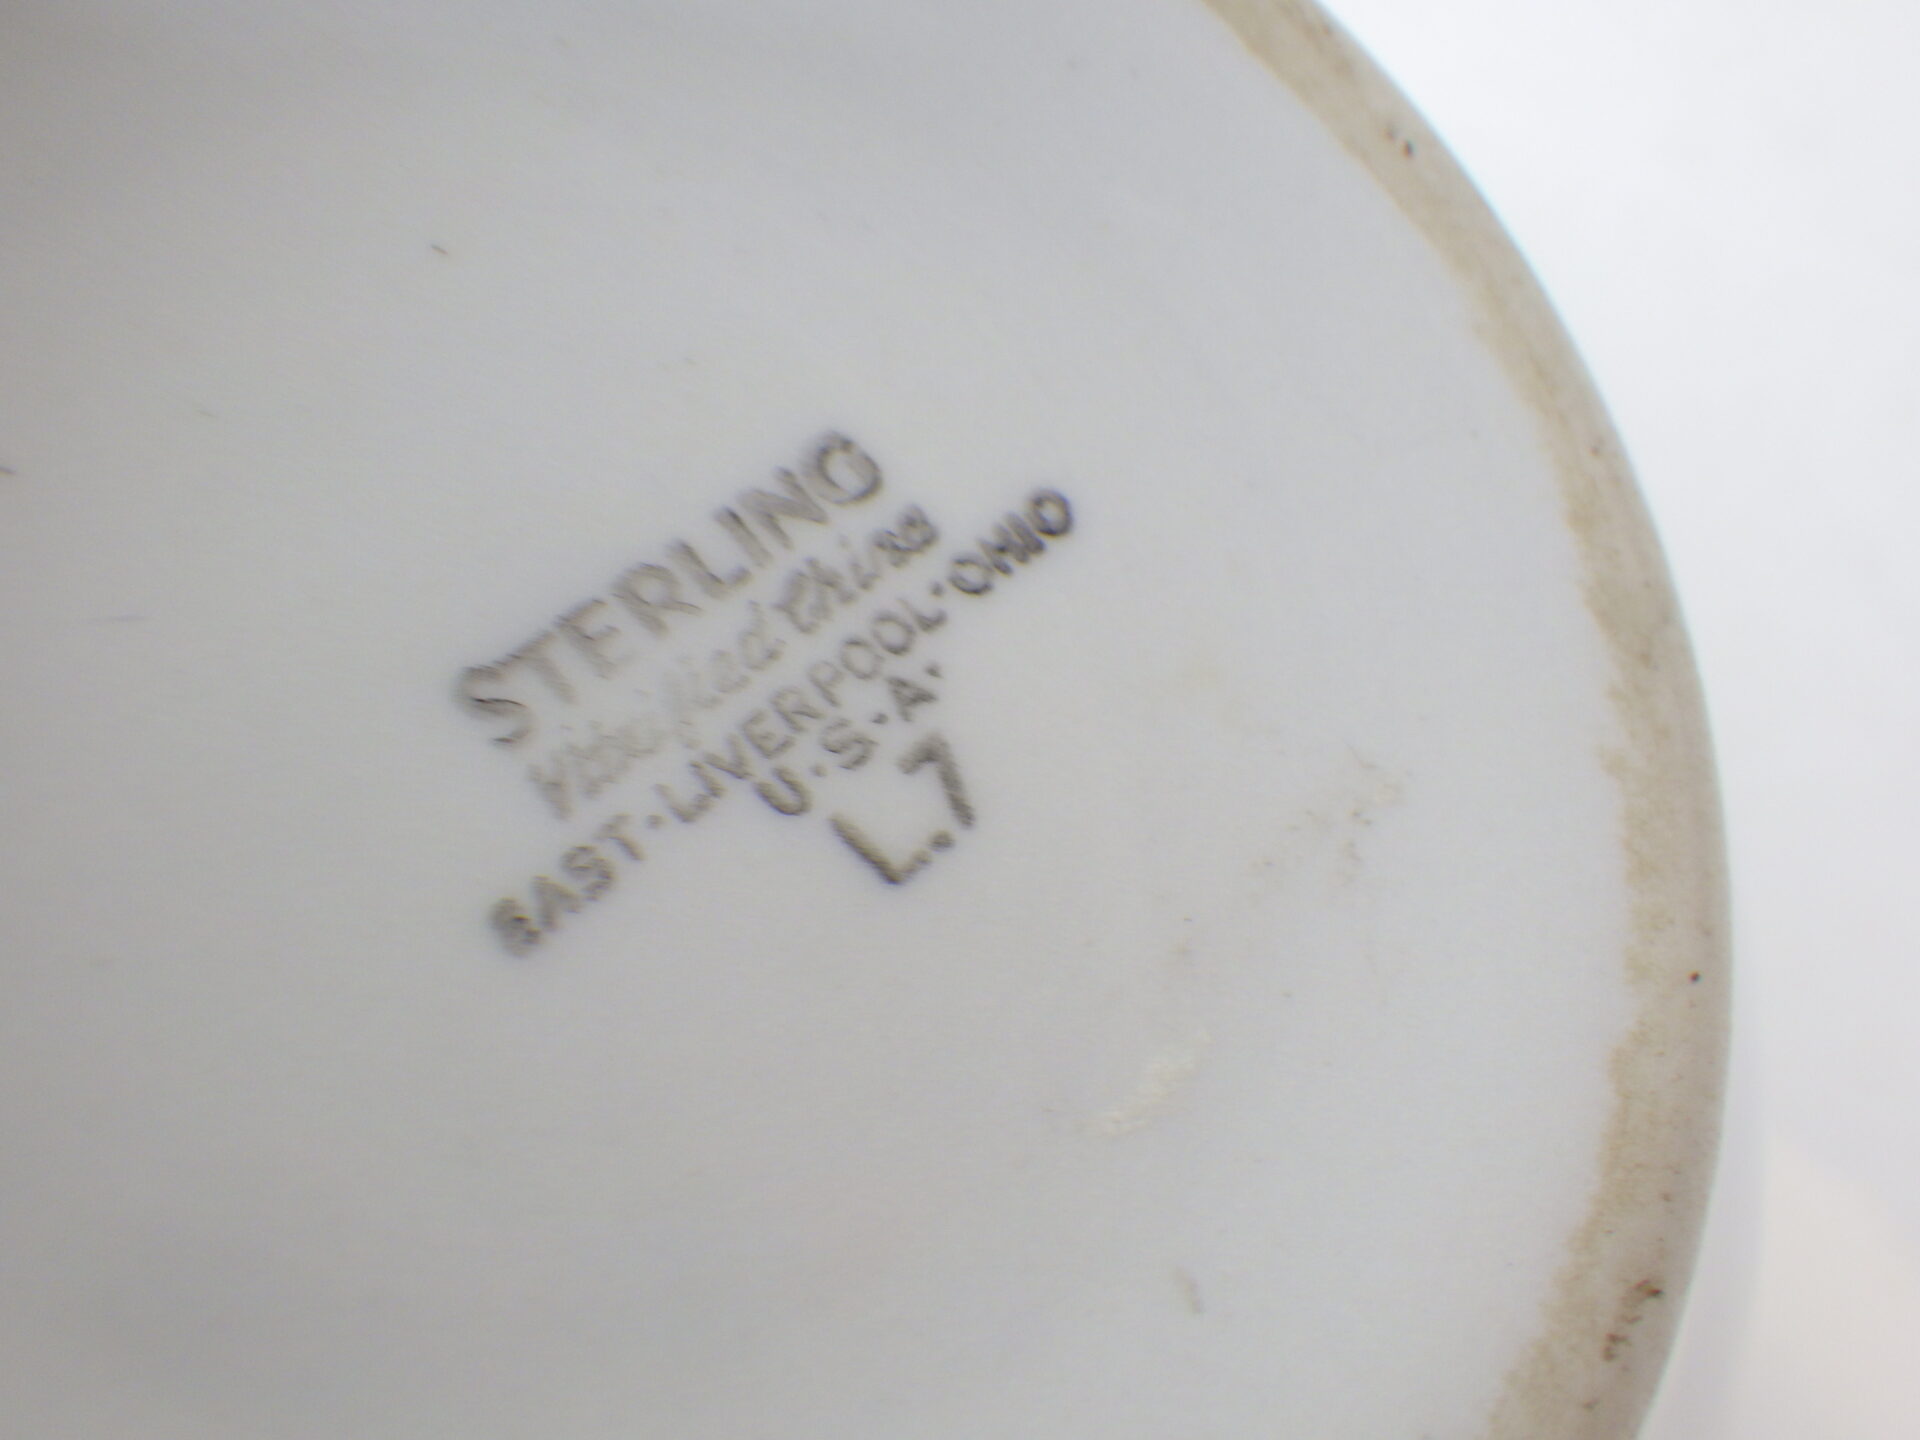 STERLING
Vitrified China
EAST·LIVERPOOL·OHIO
U·S·A·
L.7